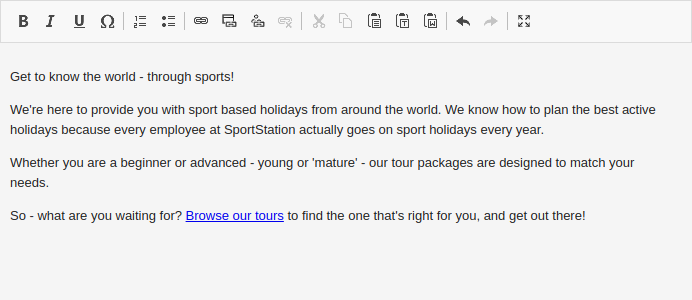 B I U Ω
Get to know the world - through sports!
We're here to provide you with sport based holidays from around the world. We know how to plan the best active
holidays because every employee at SportStation actually goes on sport holidays every year.
Whether you are a beginner or advanced - young or 'mature' - our tour packages are designed to match your
needs.
So - what are you waiting for? Browse our tours to find the one that's right for you, and get out there!